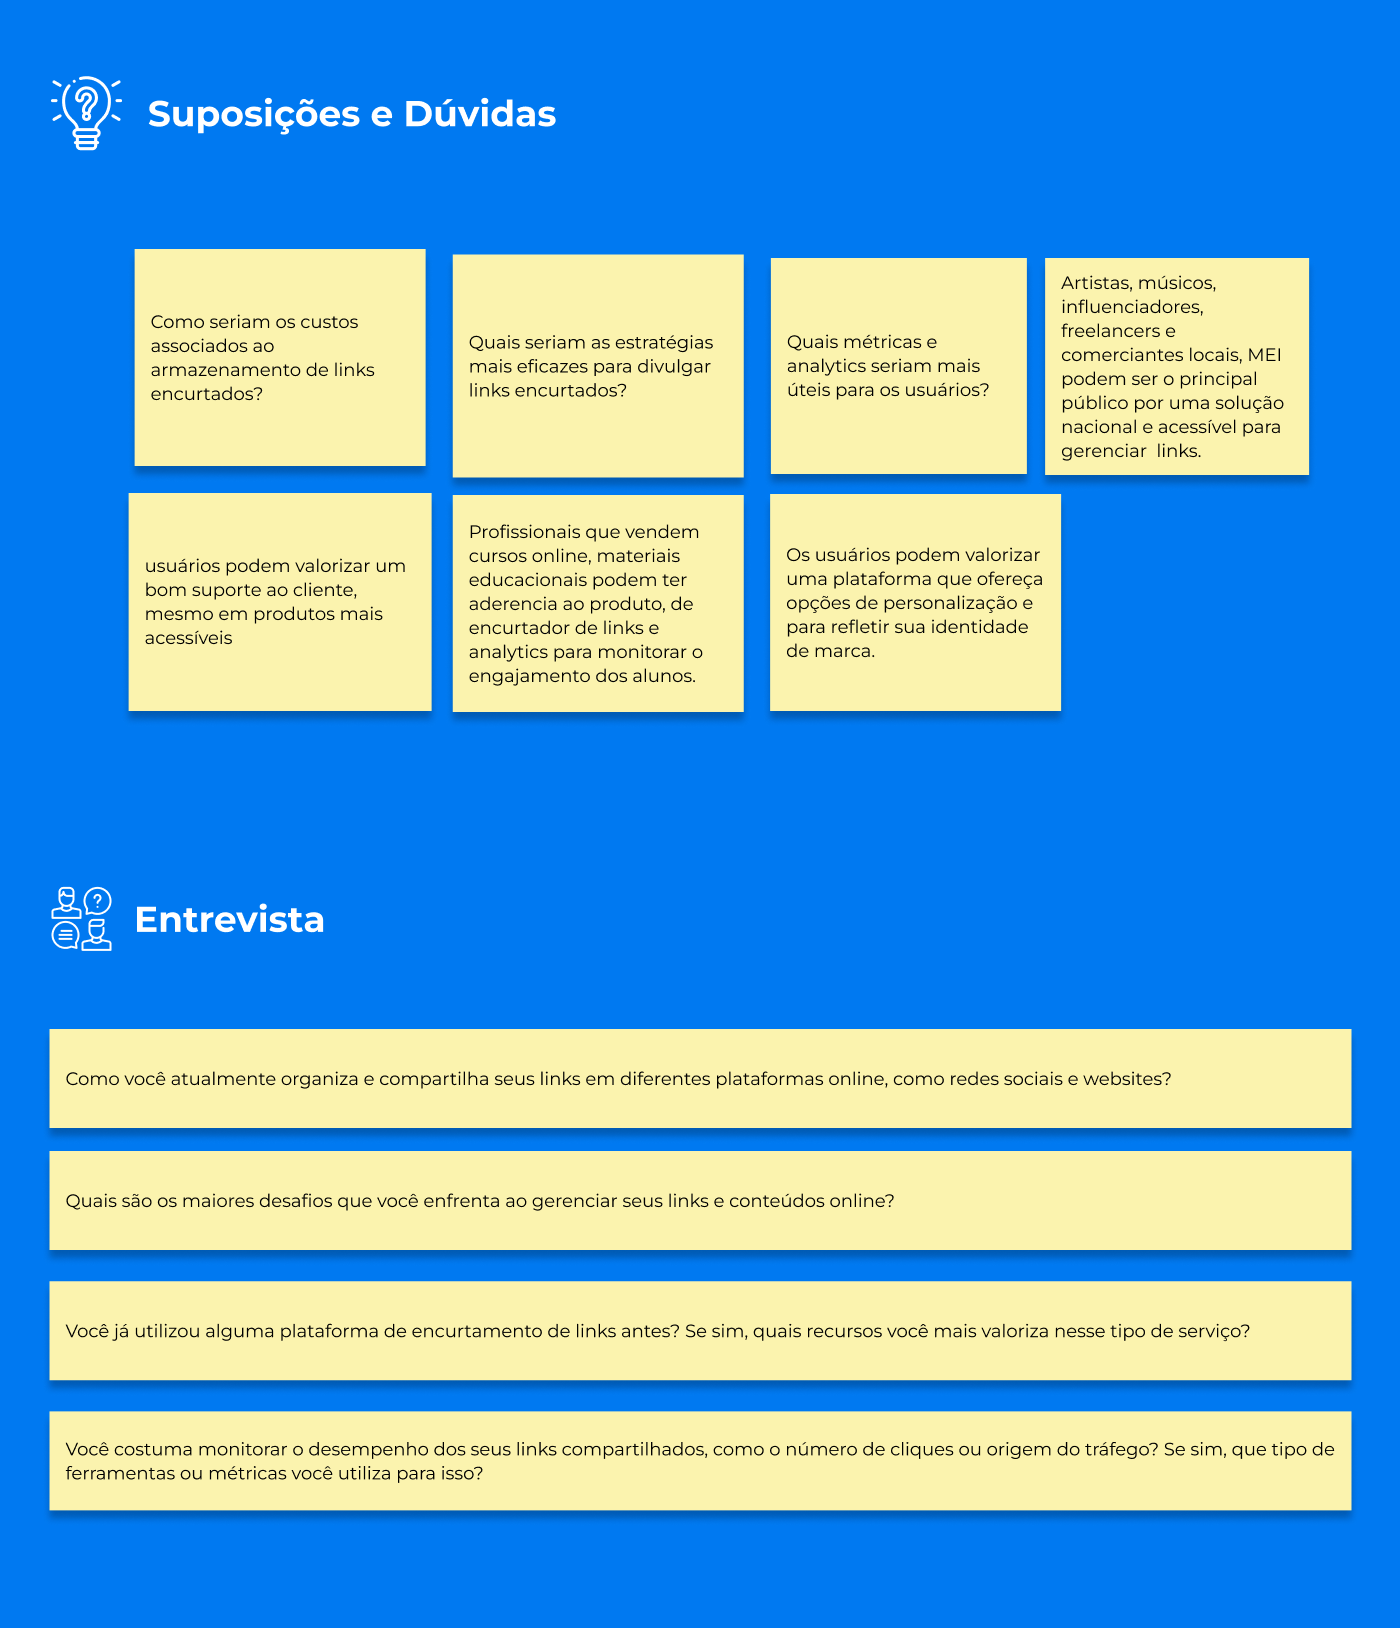 Suposições e Dúvidas
Como seriam os custos
associados ao
armazenamento de links
encurtados?
Quais seriam as estratégias
mais eficazes para divulgar
links encurtados?
Quais métricas e
analytics seriam mais
úteis para os usuários?
Artistas, músicos,
influenciadores,
freelancers e
comerciantes locais, MEI
podem ser o principal
público por uma solução
nacional e acessível para
gerenciar  links.
usuários podem valorizar um
bom suporte ao cliente,
mesmo em produtos mais
acessíveis
Profissionais que vendem
cursos online, materiais
educacionais podem ter
aderencia ao produto, de
encurtador de links e
analytics para monitorar o
engajamento dos alunos.
Os usuários podem valorizar
uma plataforma que ofereça
opções de personalização e
para refletir sua identidade
de marca.
Entrevista
Como você atualmente organiza e compartilha seus links em diferentes plataformas online, como redes sociais e websites?
Quais são os maiores desafios que você enfrenta ao gerenciar seus links e conteúdos online?
Você já utilizou alguma plataforma de encurtamento de links antes? Se sim, quais recursos você mais valoriza nesse tipo de serviço?
Você costuma monitorar o desempenho dos seus links compartilhados, como o número de cliques ou origem do tráfego? Se sim, que tipo de
ferramentas ou métricas você utiliza para isso?